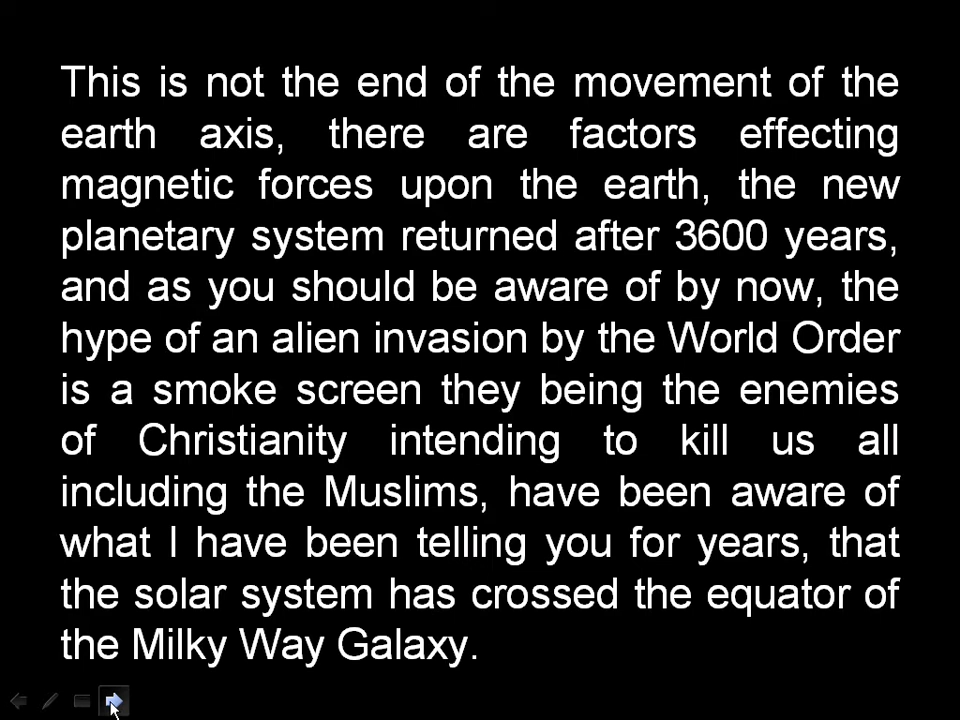 This is not the end of the movement of the
earth axis, there are factors effecting
magnetic forces upon the earth, the new
planetary system returned after 3600 years,
and as you should be aware of by now, the
hype of an alien invasion by the World Order
is a smoke screen they being the enemies
of Christianity intending to kill us all
including the Muslims, have been aware of
what I have been telling you for years, that
the solar system has crossed the equator of
the Milky Way Galaxy.